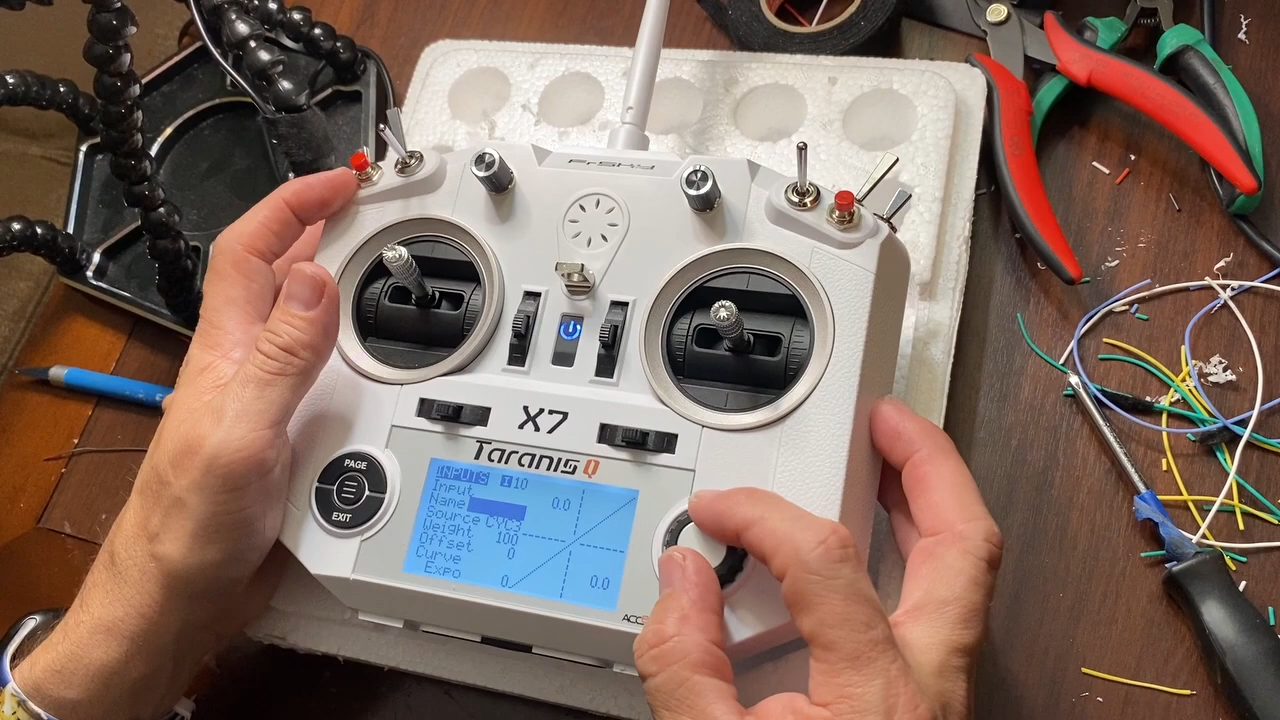 FrSKY
X7
Taranis Q
PAGE
EXIT
INPUTS I10
Input
Name
0.0
Source CYC3
Weight 100
Offset 0
Curve
Expo 0
0.0
ACC